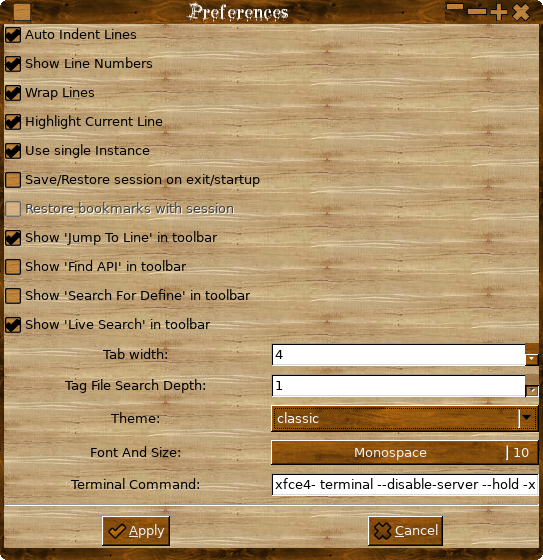 Preferences
Auto Indent Lines
Show Line Numbers
Wrap Lines
Highlight Current Line
Use single Instance
Save/Restore session on exit/startup
Restore bookmarks with session
Show 'Jump To Line' in toolbar
Show 'Find API' in toolbar
Show 'Search For Define' in toolbar
Show 'Live Search' in toolbar
Tab width: 4
Tag File Search Depth: 1
Theme: classic
Font And Size: Monospace 10
Terminal Command: xfce4- terminal --disable-server --hold -x
Apply Cancel